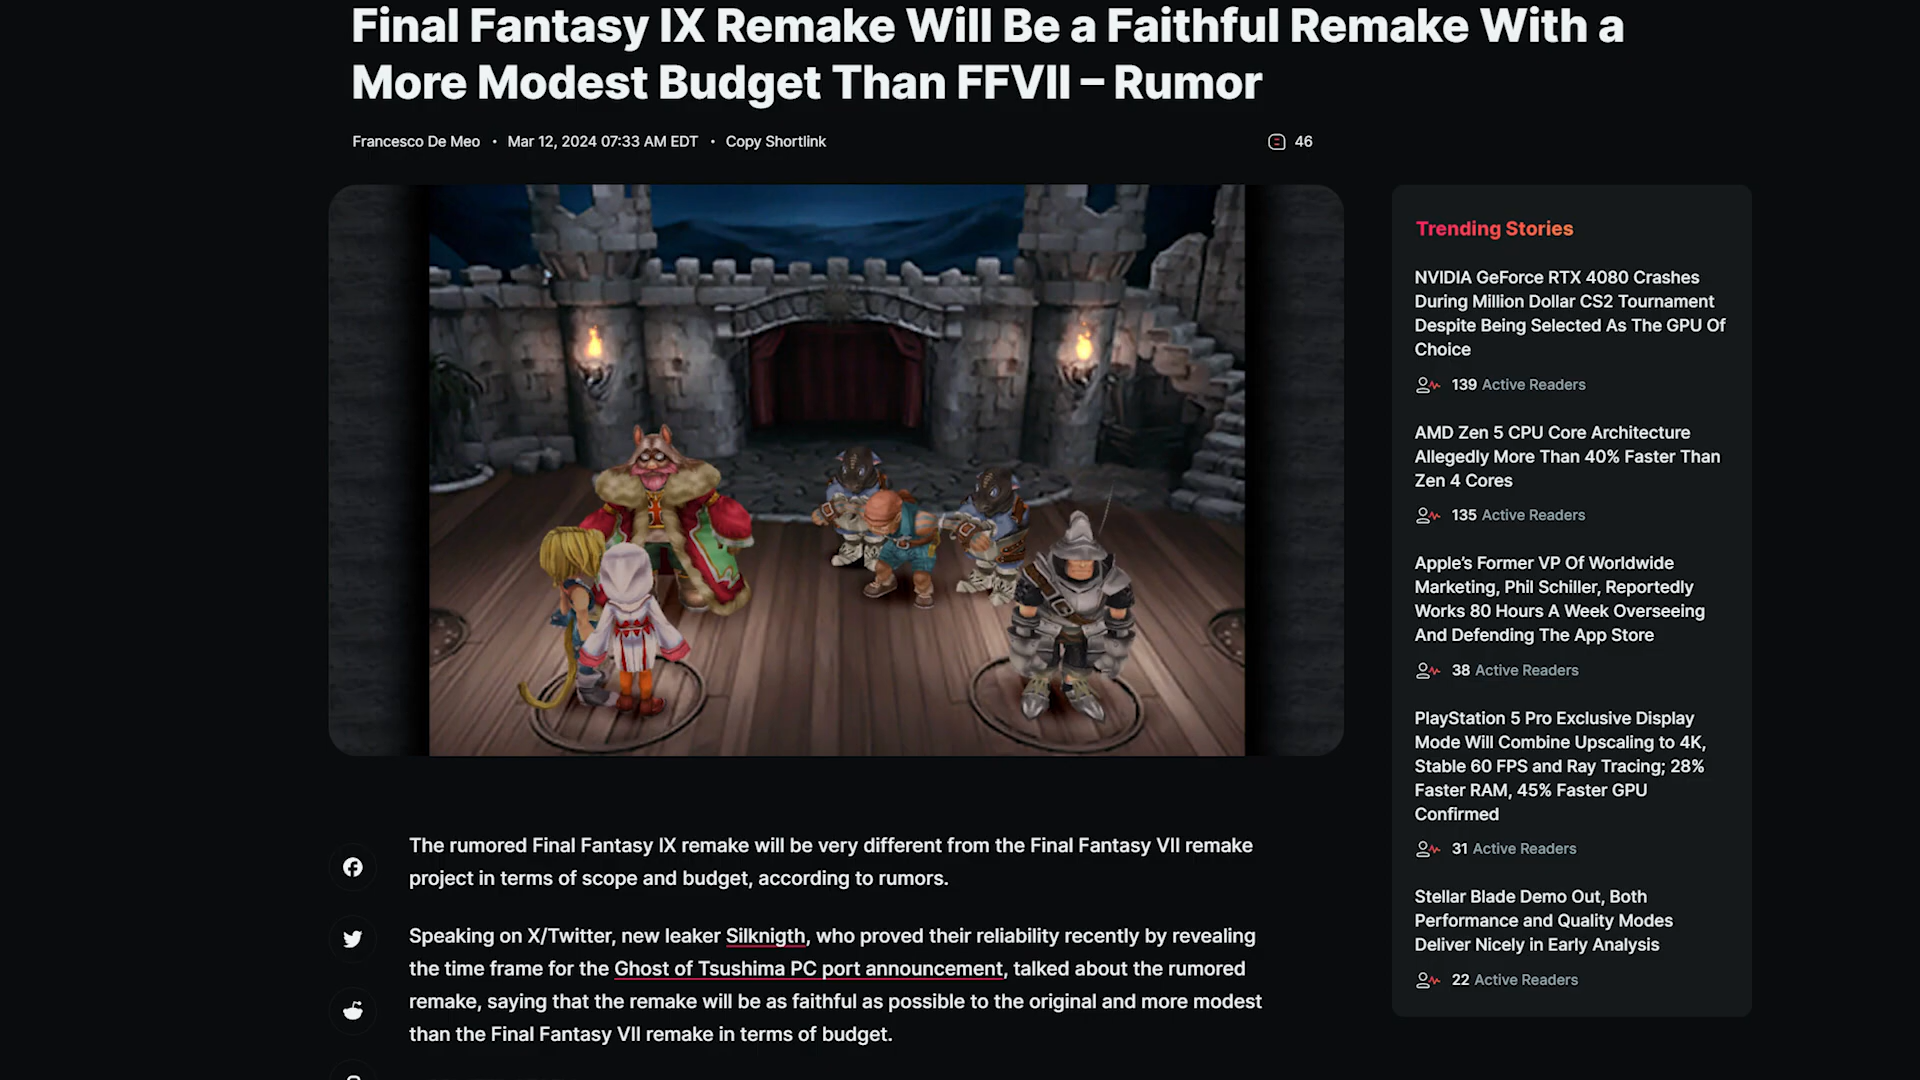 Final Fantasy IX Remake Will Be a Faithful Remake With a
More Modest Budget Than FFVII – Rumor
Francesco De Meo • Mar 12, 2024 07:33 AM EDT • Copy Shortlink
46
Trending Stories
NVIDIA GeForce RTX 4080 Crashes
During Million Dollar CS2 Tournament
Despite Being Selected As The GPU Of
Choice
139 Active Readers
AMD Zen 5 CPU Core Architecture
Allegedly More Than 40% Faster Than
Zen 4 Cores
135 Active Readers
Apple’s Former VP Of Worldwide
Marketing, Phil Schiller, Reportedly
Works 80 Hours A Week Overseeing
And Defending The App Store
38 Active Readers
PlayStation 5 Pro Exclusive Display
Mode Will Combine Upscaling to 4K,
Stable 60 FPS and Ray Tracing; 28%
Faster RAM, 45% Faster GPU
Confirmed
31 Active Readers
Stellar Blade Demo Out, Both
Performance and Quality Modes
Deliver Nicely in Early Analysis
22 Active Readers
The rumored Final Fantasy IX remake will be very different from the Final Fantasy VII remake
project in terms of scope and budget, according to rumors.
Speaking on X/Twitter, new leaker Silknigth, who proved their reliability recently by revealing
the time frame for the Ghost of Tsushima PC port announcement, talked about the rumored
remake, saying that the remake will be as faithful as possible to the original and more modest
than the Final Fantasy VII remake in terms of budget.